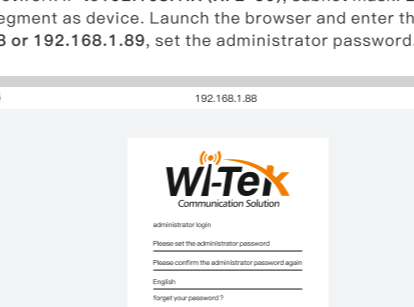 segment as device. Launch the browser and enter th
or 192.168.1.89, set the administrator password.
192.168.1.88
Wi-Tek
Communication Solution
administrator login
Please set the administrator password
Please confirm the administrator password again
English
forget your password ?